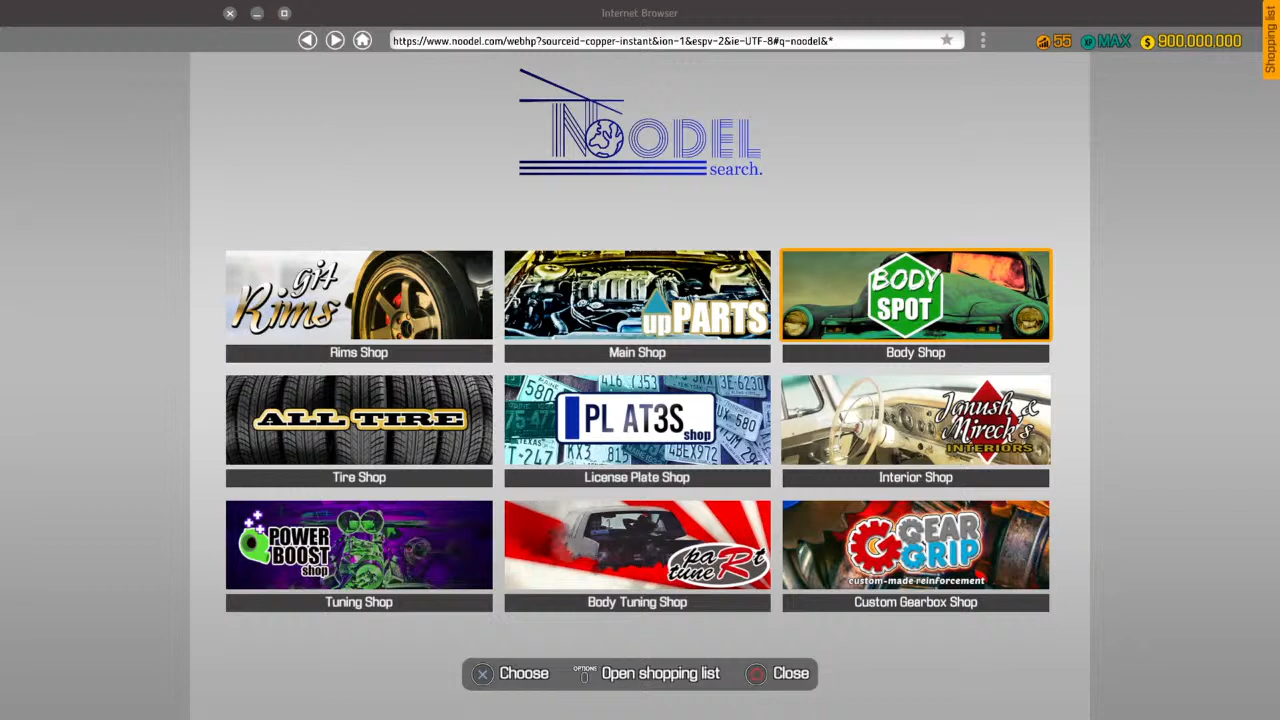 Internet Browser
https://www.noodel.com/webhp?sourceid-copper-instant&ion-1&espv-2&ie-UTF-8#q-noodel&*
55 XP MAX $ 900,000,000
Shopping list
NOODEL
search.
git Rims
upPARTS
BODY SPOT
Rims Shop
Main Shop
Body Shop
ALL TIRE
PL AT3S
shop
Janush & Mireck's
INTERIORS
Tire Shop
License Plate Shop
Interior Shop
POWER BOOST
shop
paRt
tuneR
GEAR GRIP
custom-made reinforcement
Tuning Shop
Body Tuning Shop
Custom Gearbox Shop
Choose
OPTIONS
Open shopping list
Close